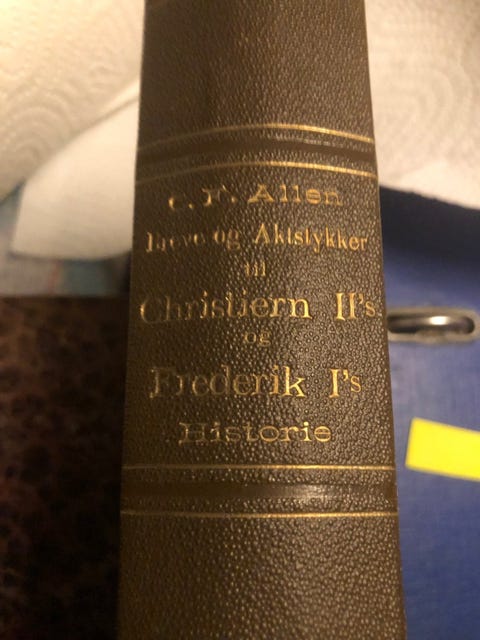 C. F. Allen
Breve og Aktstykker
til
Christiern II's
og
Frederik I's
Historie